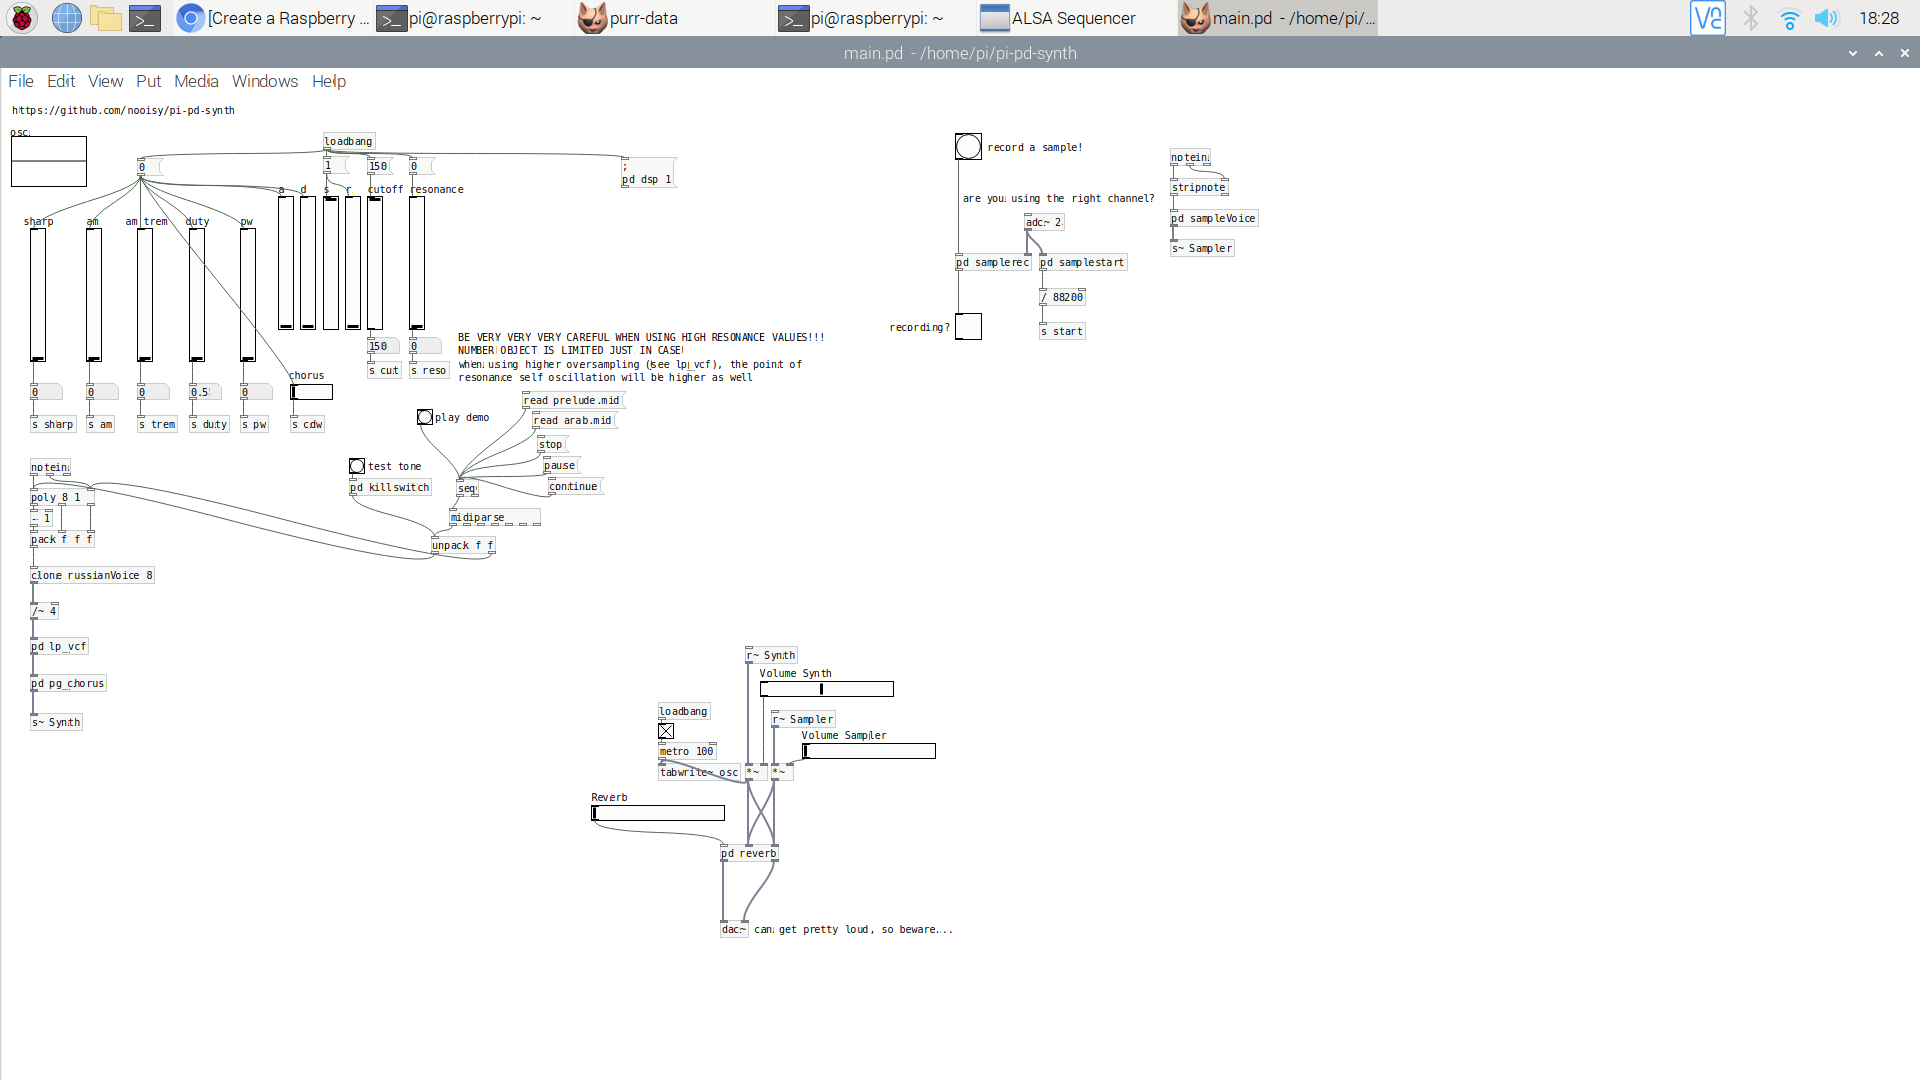 [Create a Raspberry ...
pi@raspberrypi: ~
purr-data
pi@raspberrypi: ~
ALSA Sequencer
main.pd - /home/pi/...
18:28
main.pd - /home/pi/pi-pd-synth
File Edit View Put Media Windows Help
https://github.com/nooisy/pi-pd-synth
osc
loadbang
0
1
150
0
;
pd dsp 1
a d s r cutoff resonance
sharp am am trem duty pw
150
0
s cut
s reso
BE VERY VERY VERY CAREFUL WHEN USING HIGH RESONANCE VALUES!!!
NUMBER OBJECT IS LIMITED JUST IN CASE!
when using higher oversampling (see lp_vcf), the point of
resonance self oscillation will be higher as well
chorus
0
0
0
0.5
0
s sharp
s am
s trem
s duty
s pw
s cdw
play demo
read prelude.mid
read arab.mid
stop
pause
continue
test tone
pd killswitch
seq
midiparse
unpack f f
notein
poly 8 1
- 1
pack f f f
clone russianVoice 8
/~ 4
pd lp_vcf
pd pg_chorus
s~ Synth
record a sample!
are you using the right channel?
adc~ 2
pd samplerec
pd samplestart
/ 88200
s start
recording?
notein
stripnote
pd sampleVoice
s~ Sampler
r~ Synth
Volume Synth
loadbang
r~ Sampler
Volume Sampler
metro 100
tabwrite~ osc
*~
*~
Reverb
pd reverb
dac~
can get pretty loud, so beware...